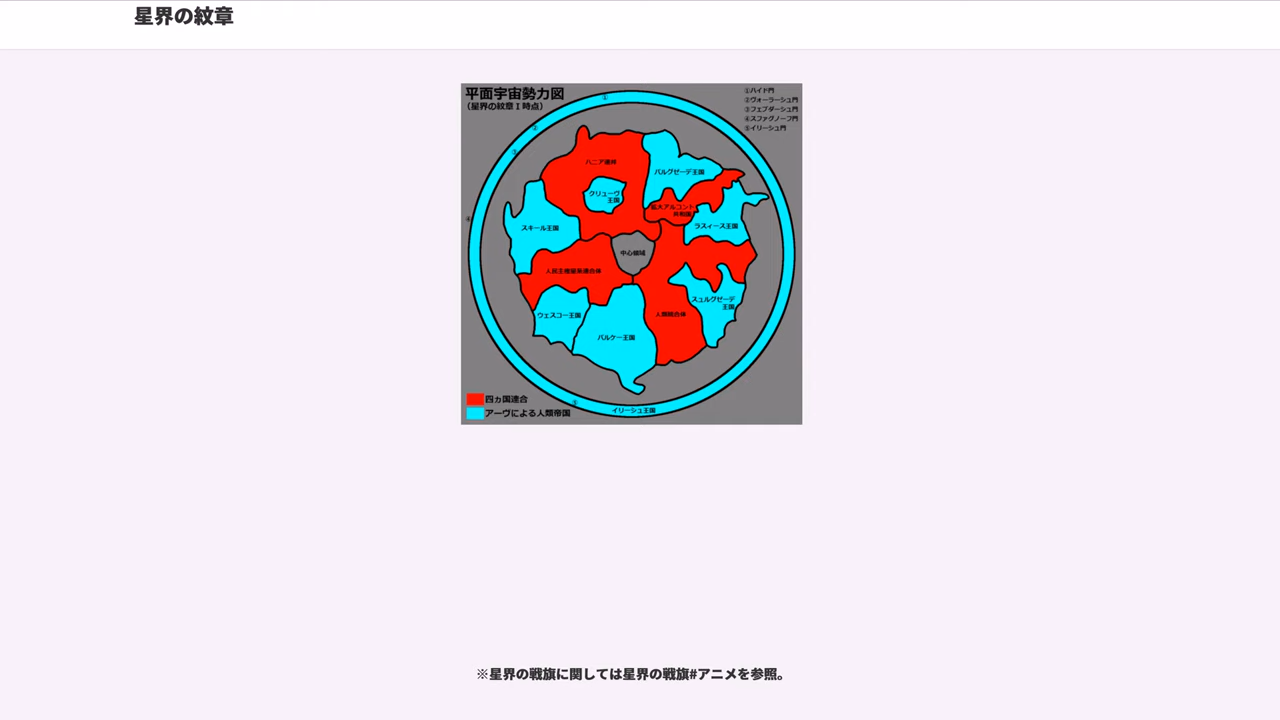 星界の紋章
平面宇宙勢力図
（星界の紋章Ⅰ時点）
①ハイド門
②ヴォーラーシュ門
③フェブダーシュ門
④スファグノーフ門
⑤イリーシュ門
①
②
③
④
ハニア連邦
バルグゼーデ王国
クリューヴ
王国
拡大アルコント
共和国
スキール王国
ラスィース王国
中心領域
人民主権星系連合体
スュルグゼーデ
王国
ウェスコー王国
人類統合体
バルケー王国
四ヵ国連合
アーヴによる人類帝国
イリーシュ王国
※星界の戦旗に関しては星界の戦旗#アニメを参照。